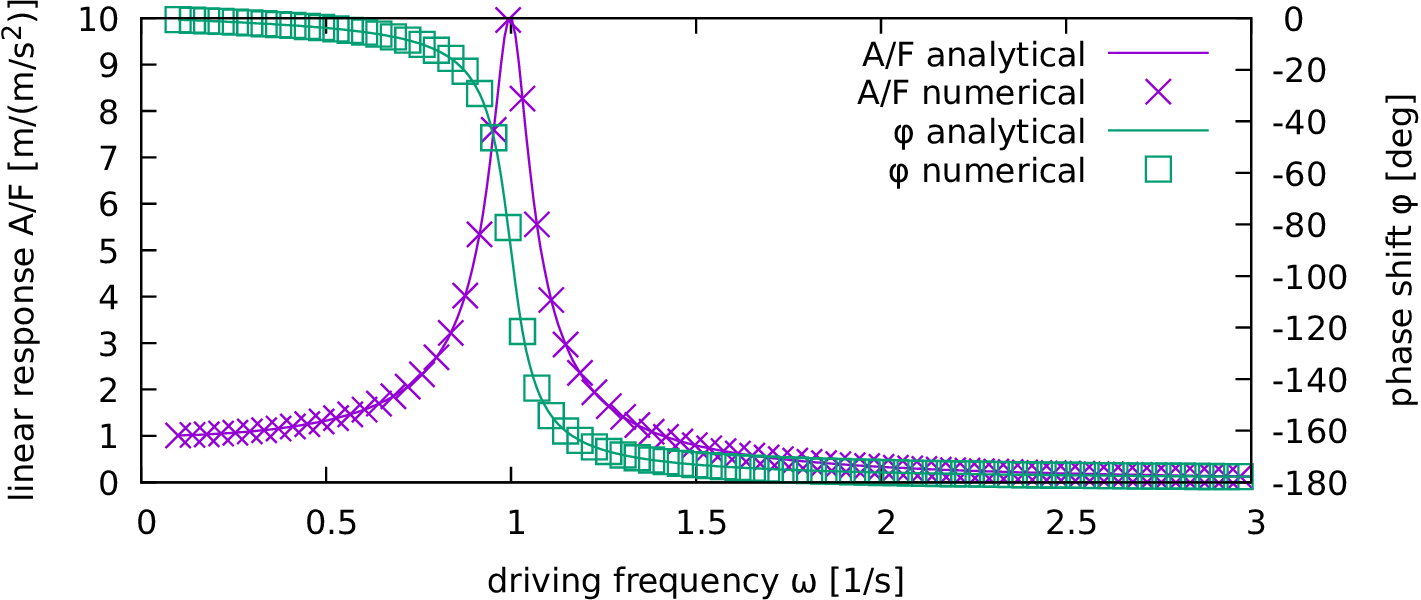 linear response A/F [m/(m/s²)]
10
9
8
7
6
5
4
3
2
1
0
A/F analytical
A/F numerical
φ analytical
φ numerical
0
-20
-40
-60
-80
-100
-120
-140
-160
-180
phase shift φ [deg]
0 0.5 1 1.5 2 2.5 3
driving frequency ω [1/s]